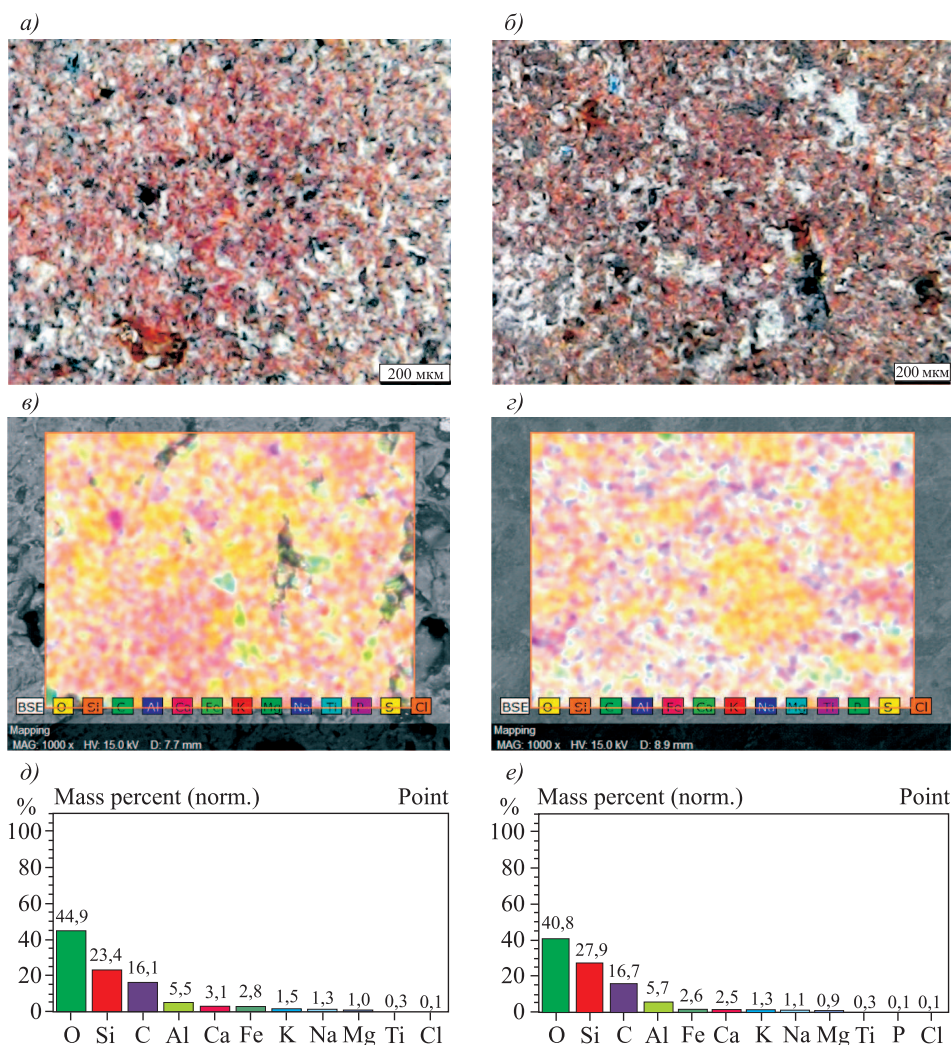 а)
б)
200 мкм
200 мкм
в)
г)
BSE O Si C Al Ca Fe K Mg Na Ti P S Cl
Mapping
MAG: 1000 x HV: 15.0 kV D: 7.7 mm
BSE O Si C Al Fe Ca K Na Mg Ti P S Cl
Mapping
MAG: 1000 x HV: 15.0 kV D: 8.9 mm
д)
% Mass percent (norm.) Point
100
80
60
40
20
0
44,9 23,4 16,1 5,5 3,1 2,8 1,5 1,3 1,0 0,3 0,1
O Si C Al Ca Fe K Na Mg Ti Cl
е)
% Mass percent (norm.) Point
100
80
60
40
20
0
40,8 27,9 16,7 5,7 2,6 2,5 1,3 1,1 0,9 0,3 0,1 0,1
O Si C Al Fe Ca K Na Mg Ti P Cl